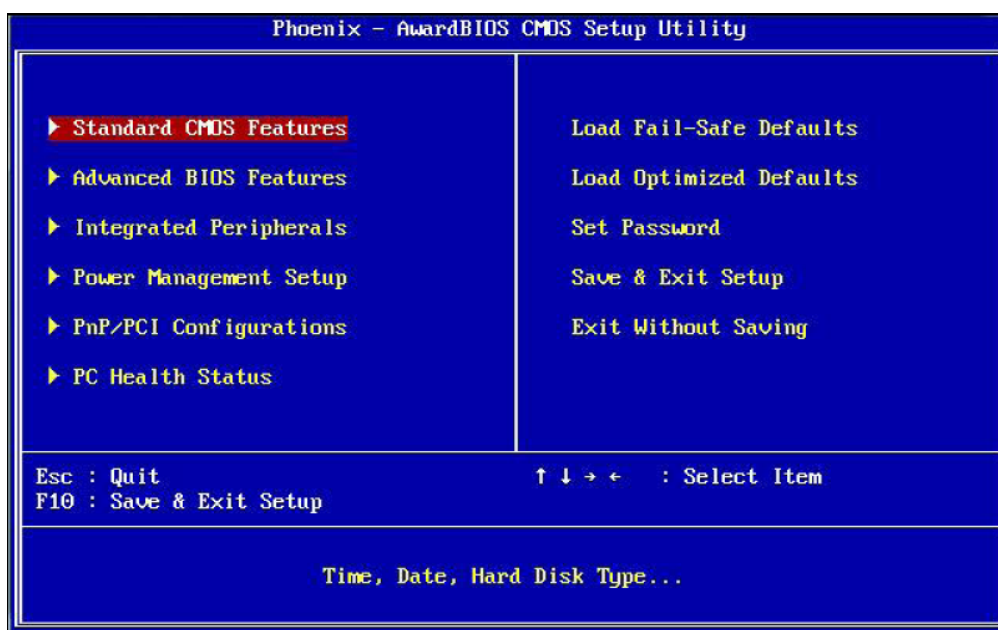 Phoenix - AwardBIOS CMOS Setup Utility
▶ Standard CMOS Features
▶ Advanced BIOS Features
▶ Integrated Peripherals
▶ Power Management Setup
▶ PnP/PCI Configurations
▶ PC Health Status
Load Fail-Safe Defaults
Load Optimized Defaults
Set Password
Save & Exit Setup
Exit Without Saving
Esc : Quit
F10 : Save & Exit Setup
↑ ↓ → ← : Select Item
Time, Date, Hard Disk Type...